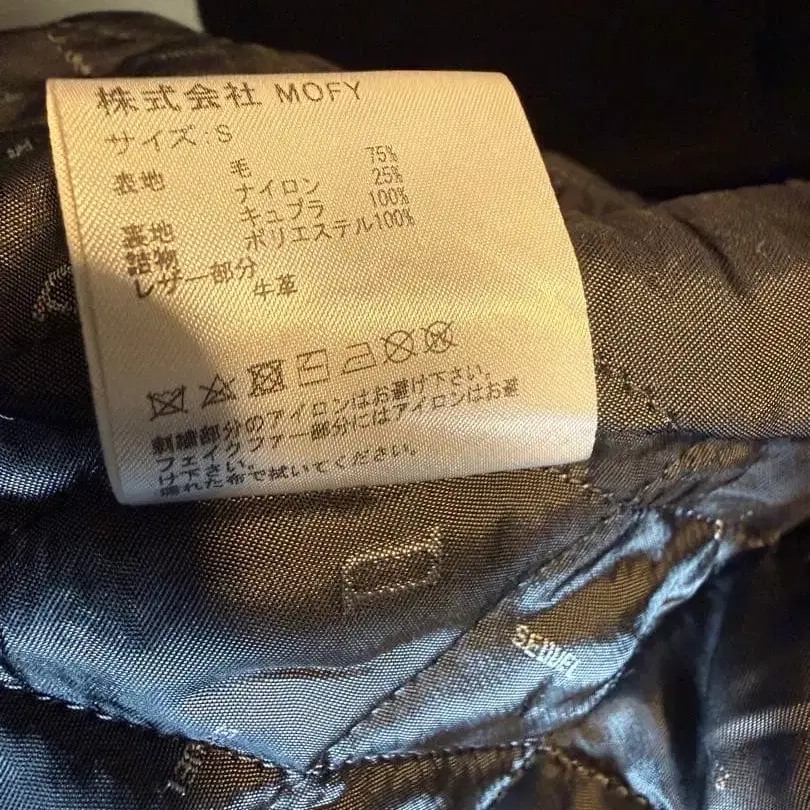 株式会社 MOFY
サイズ:S
表地 毛 75%
ナイロン 25%
裏地 キュプラ 100%
詰物 ポリエステル100%
レザー部分
牛革
刺繍部分のアイロンはお避け下さい。
フェイクファー部分にはアイロンはお避
け下さい。
濡れた布で拭いてください。
SEQUEL